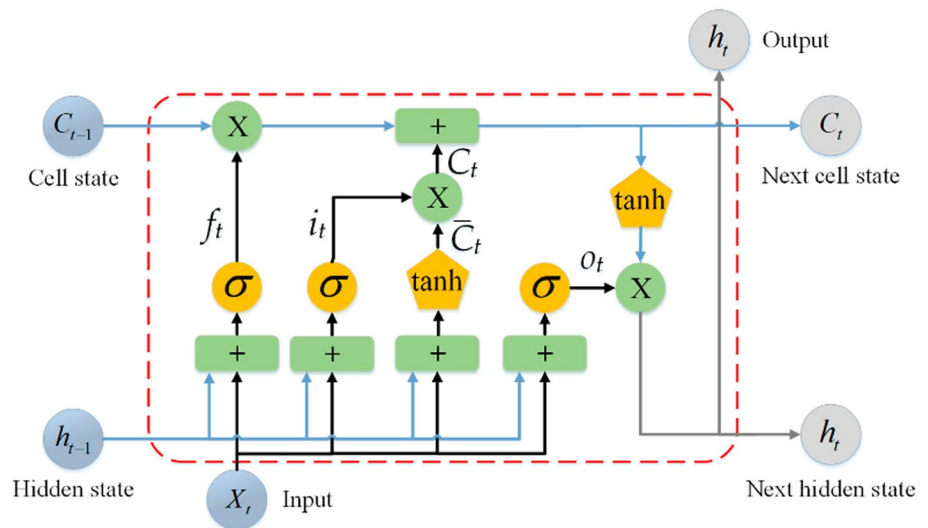 h_t Output
C_{t-1} X + C_t
Cell state C_t Next cell state
X tanh
f_t i_t C̅_t
σ σ tanh σ o_t X
+ + + +
h_{t-1} h_t
Hidden state X_t Input Next hidden state